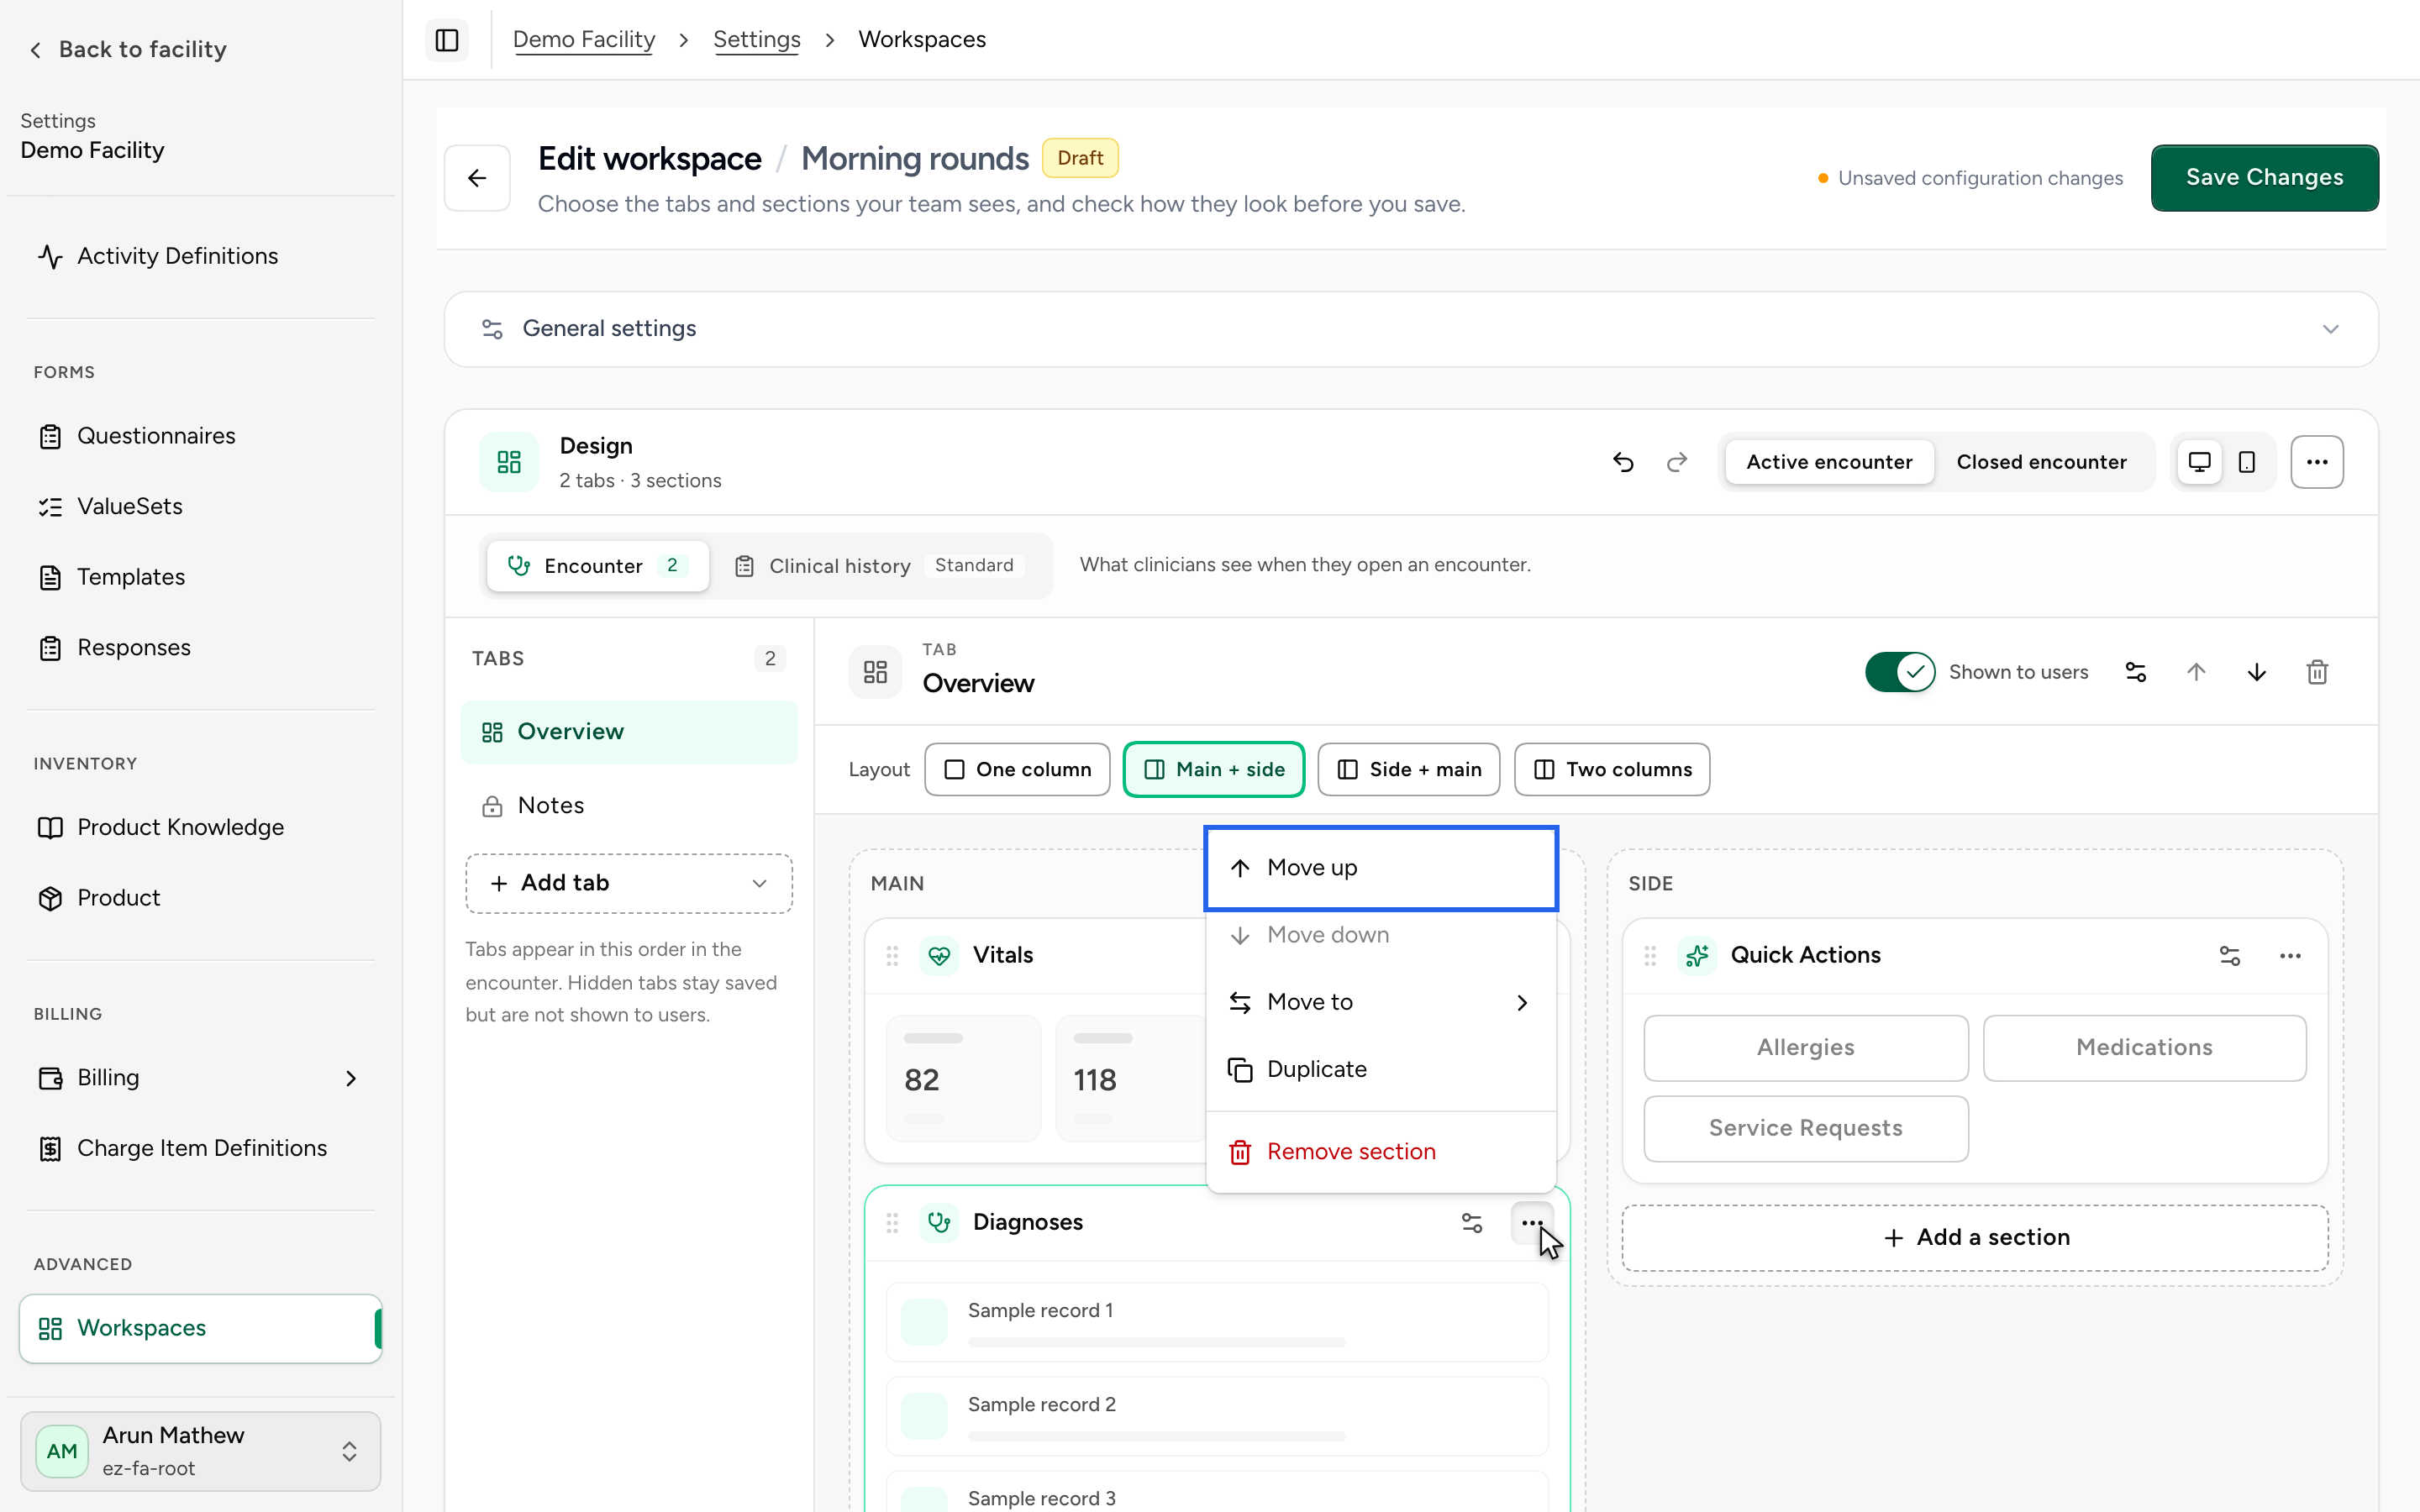 Back to facility
Settings
Demo Facility
Activity Definitions
FORMS
Questionnaires
ValueSets
Templates
Responses
INVENTORY
Product Knowledge
Product
BILLING
Billing
Charge Item Definitions
ADVANCED
Workspaces
AM
Arun Mathew
ez-fa-root
Demo Facility > Settings > Workspaces
Edit workspace / Morning rounds Draft
Choose the tabs and sections your team sees, and check how they look before you save.
Unsaved configuration changes
Save Changes
General settings
Design
2 tabs · 3 sections
Active encounter
Closed encounter
Encounter 2
Clinical history Standard
What clinicians see when they open an encounter.
TABS 2
Overview
Notes
+ Add tab
Tabs appear in this order in the
encounter. Hidden tabs stay saved
but are not shown to users.
TAB
Overview
Shown to users
Layout
One column
Main + side
Side + main
Two columns
MAIN
Vitals
82
118
Move up
Move down
Move to
Duplicate
Remove section
Diagnoses
Sample record 1
Sample record 2
Sample record 3
SIDE
Quick Actions
Allergies
Medications
Service Requests
+ Add a section